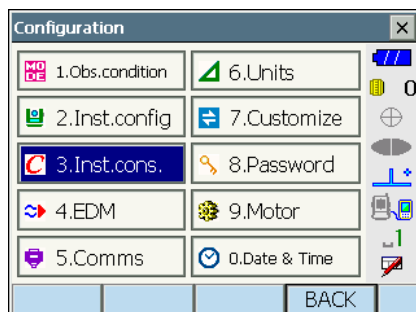 Configuration
MODE 1.Obs.condition
6.Units
0
2.Inst.config
7.Customize
C 3.Inst.cons.
8.Password
4.EDM
9.Motor
1
5.Comms
0.Date & Time
BACK